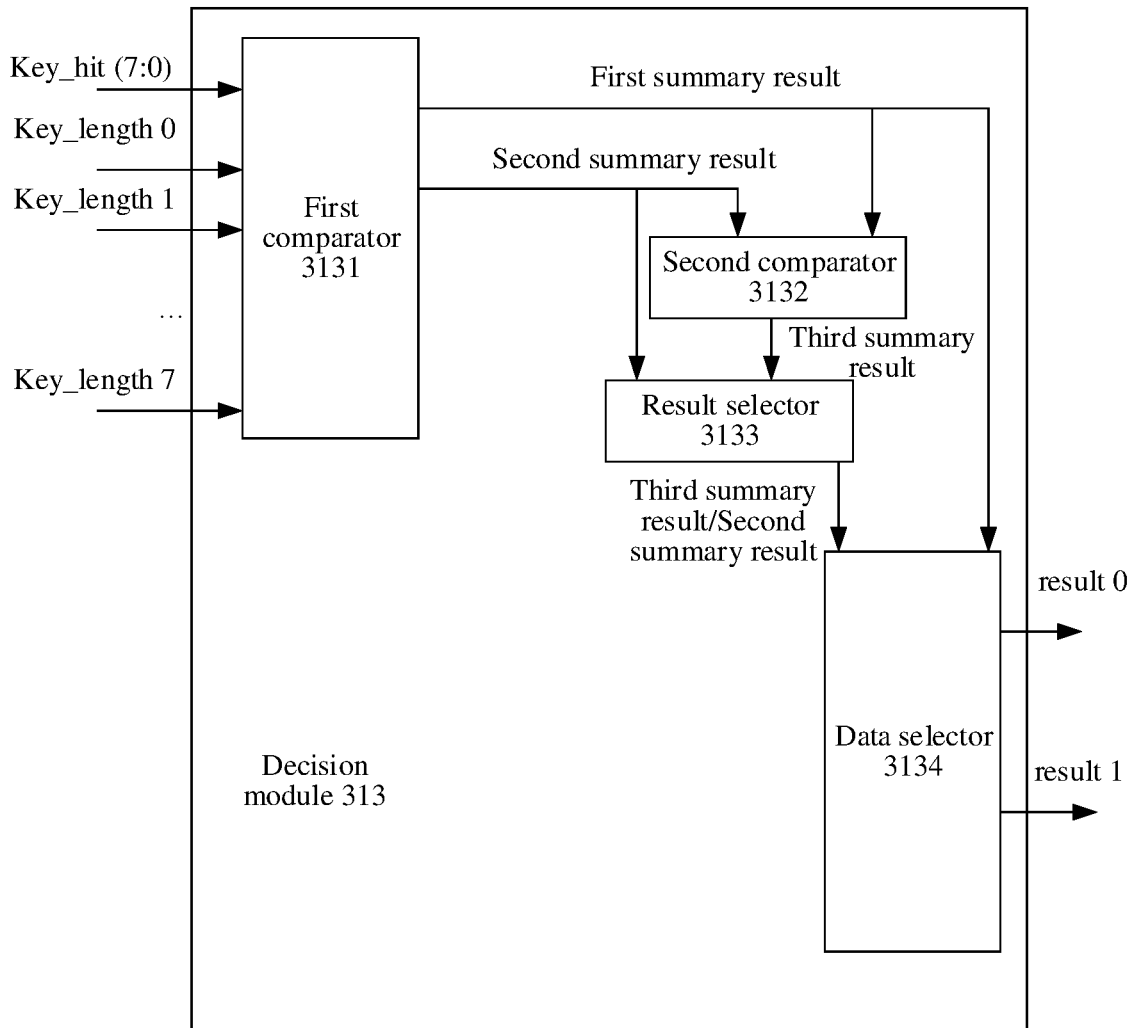 Key_hit (7:0)
Key_length 0
Key_length 1
...
Key_length 7
First
comparator
3131
First summary result
Second summary result
Second comparator
3132
Third summary
result
Result selector
3133
Third summary
result/Second
summary result
Data selector
3134
result 0
result 1
Decision
module 313